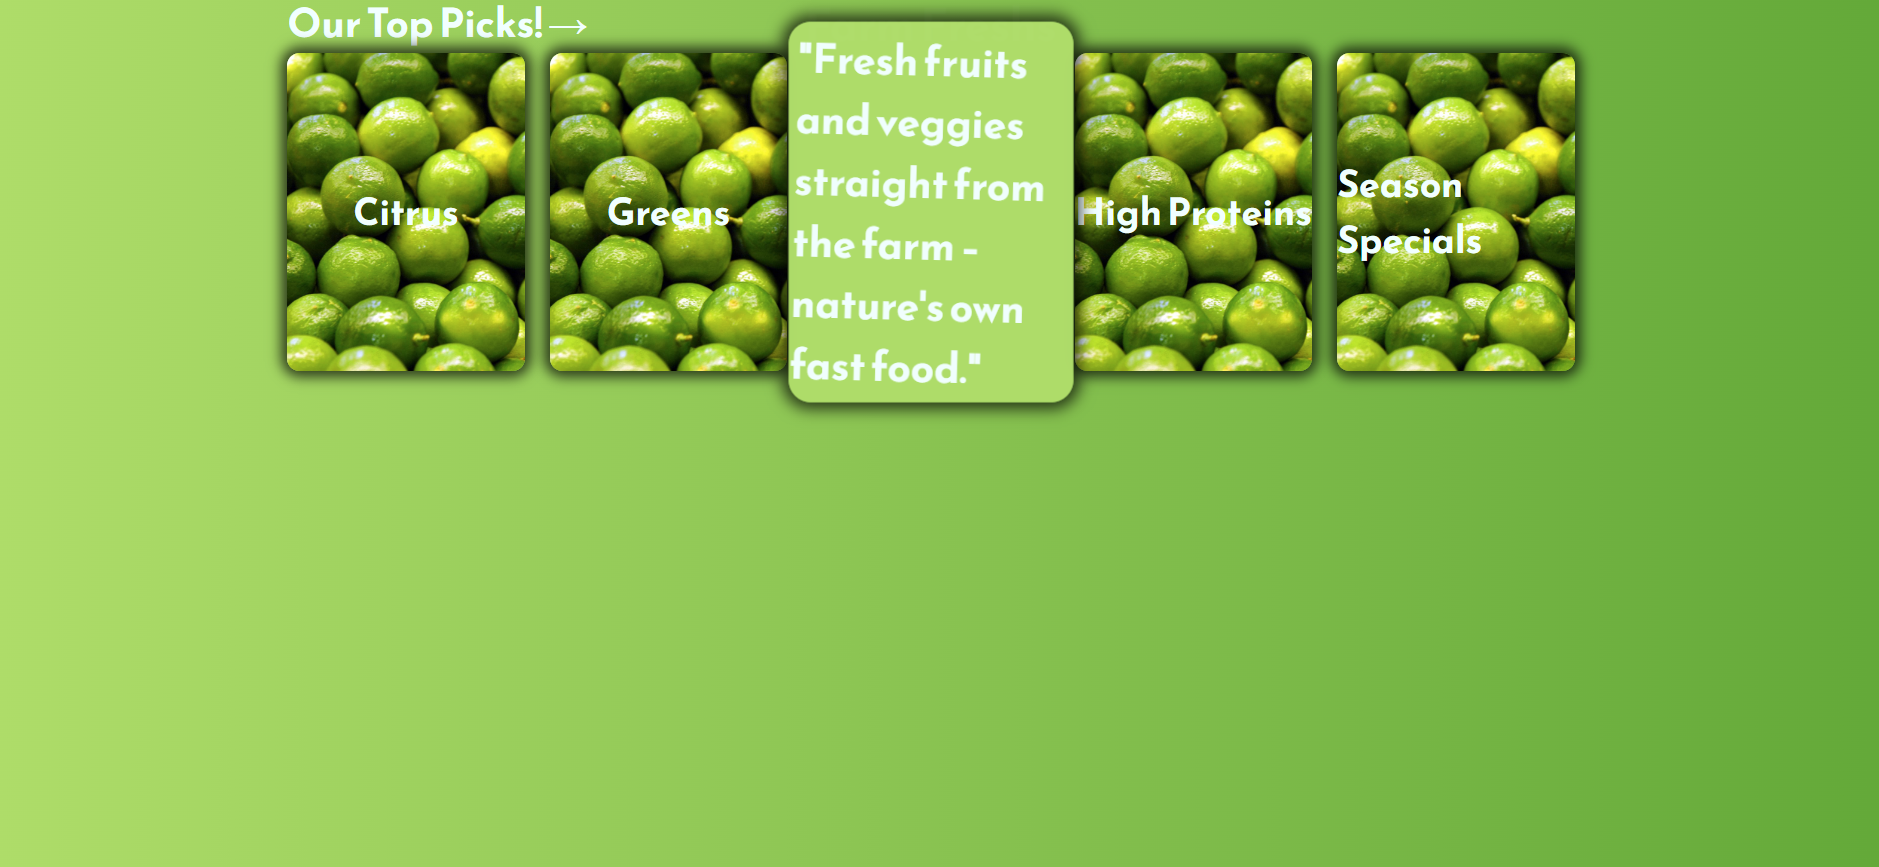 Our Top Picks!→
Citrus
Greens
"Fresh fruits
and veggies
straight from
the farm –
nature's own
fast food."
High Proteins
Season
Specials